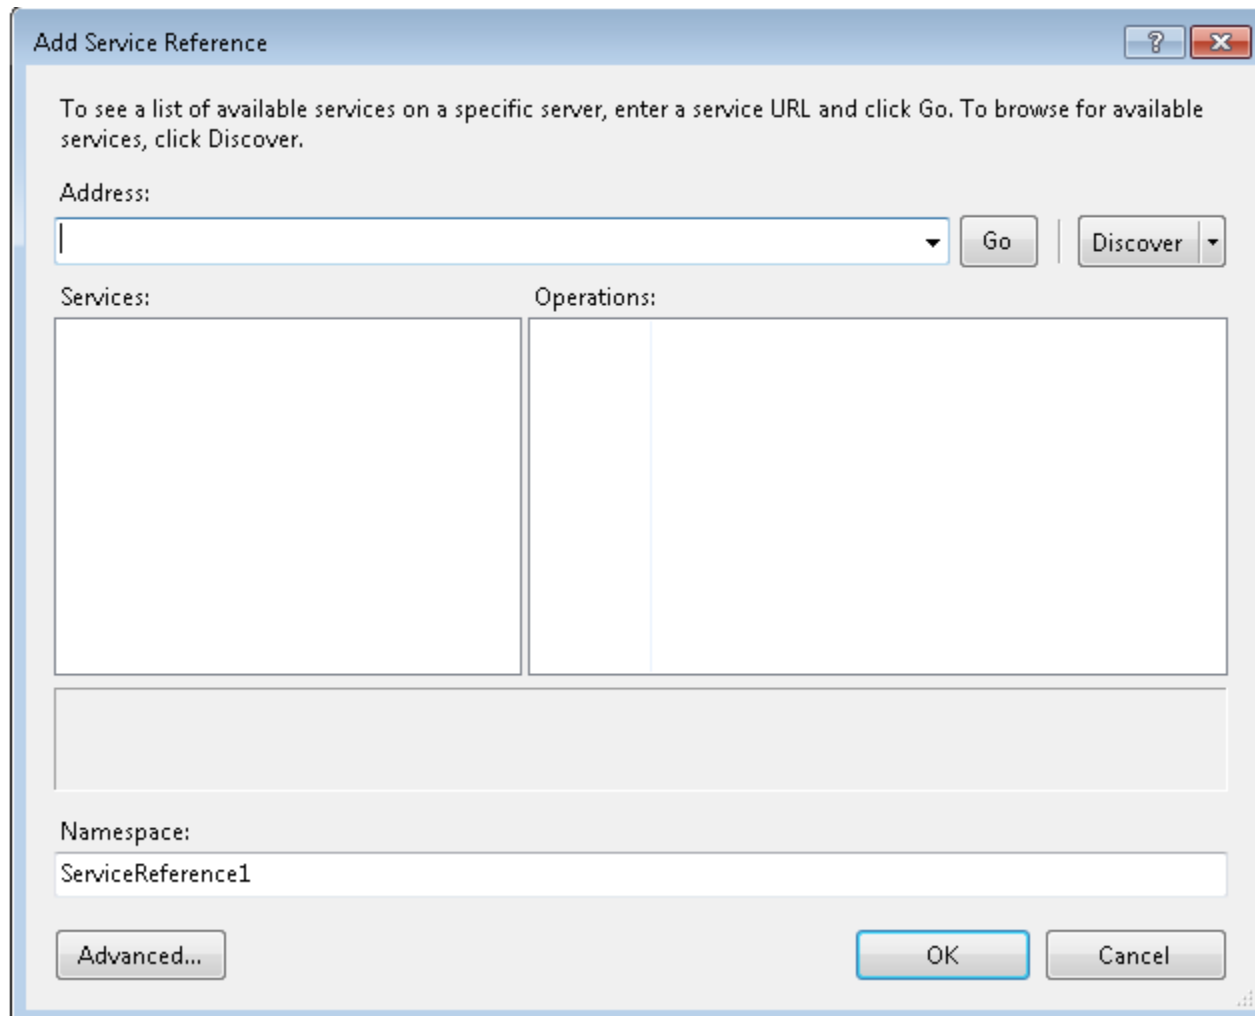 Add Service Reference
To see a list of available services on a specific server, enter a service URL and click Go. To browse for available
services, click Discover.
Address:
Go
Discover
Services:
Operations:
Namespace:
ServiceReference1
Advanced...
OK
Cancel